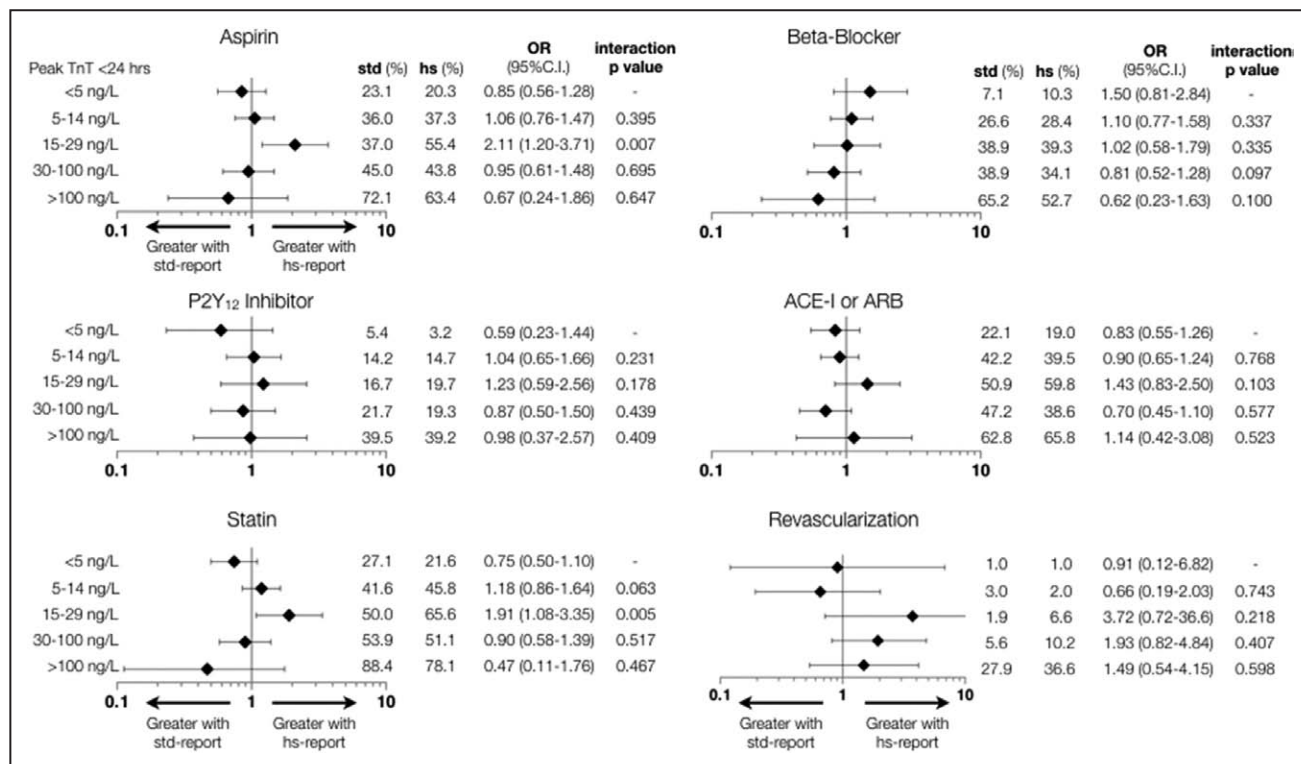 Aspirin
OR interaction
Peak TnT <24 hrs std (%) hs (%) (95%C.I.) p value
<5 ng/L 23.1 20.3 0.85 (0.56-1.28) -
5-14 ng/L 36.0 37.3 1.06 (0.76-1.47) 0.395
15-29 ng/L 37.0 55.4 2.11 (1.20-3.71) 0.007
30-100 ng/L 45.0 43.8 0.95 (0.61-1.48) 0.695
>100 ng/L 72.1 63.4 0.67 (0.24-1.86) 0.647
0.1 1 10
Greater with Greater with
std-report hs-report
Beta-Blocker
OR interaction
std (%) hs (%) (95%C.I.) p value
7.1 10.3 1.50 (0.81-2.84) -
26.6 28.4 1.10 (0.77-1.58) 0.337
38.9 39.3 1.02 (0.58-1.79) 0.335
38.9 34.1 0.81 (0.52-1.28) 0.097
65.2 52.7 0.62 (0.23-1.63) 0.100
0.1 1 10
P2Y₁₂ Inhibitor
<5 ng/L 5.4 3.2 0.59 (0.23-1.44) -
5-14 ng/L 14.2 14.7 1.04 (0.65-1.66) 0.231
15-29 ng/L 16.7 19.7 1.23 (0.59-2.56) 0.178
30-100 ng/L 21.7 19.3 0.87 (0.50-1.50) 0.439
>100 ng/L 39.5 39.2 0.98 (0.37-2.57) 0.409
0.1 1 10
ACE-I or ARB
22.1 19.0 0.83 (0.55-1.26) -
42.2 39.5 0.90 (0.65-1.24) 0.768
50.9 59.8 1.43 (0.83-2.50) 0.103
47.2 38.6 0.70 (0.45-1.10) 0.577
62.8 65.8 1.14 (0.42-3.08) 0.523
0.1 1 10
Statin
<5 ng/L 27.1 21.6 0.75 (0.50-1.10) -
5-14 ng/L 41.6 45.8 1.18 (0.86-1.64) 0.063
15-29 ng/L 50.0 65.6 1.91 (1.08-3.35) 0.005
30-100 ng/L 53.9 51.1 0.90 (0.58-1.39) 0.517
>100 ng/L 88.4 78.1 0.47 (0.11-1.76) 0.467
0.1 1 10
Greater with Greater with
std-report hs-report
Revascularization
1.0 1.0 0.91 (0.12-6.82) -
3.0 2.0 0.66 (0.19-2.03) 0.743
1.9 6.6 3.72 (0.72-36.6) 0.218
5.6 10.2 1.93 (0.82-4.84) 0.407
27.9 36.6 1.49 (0.54-4.15) 0.598
0.1 1 10
Greater with Greater with
std-report hs-report